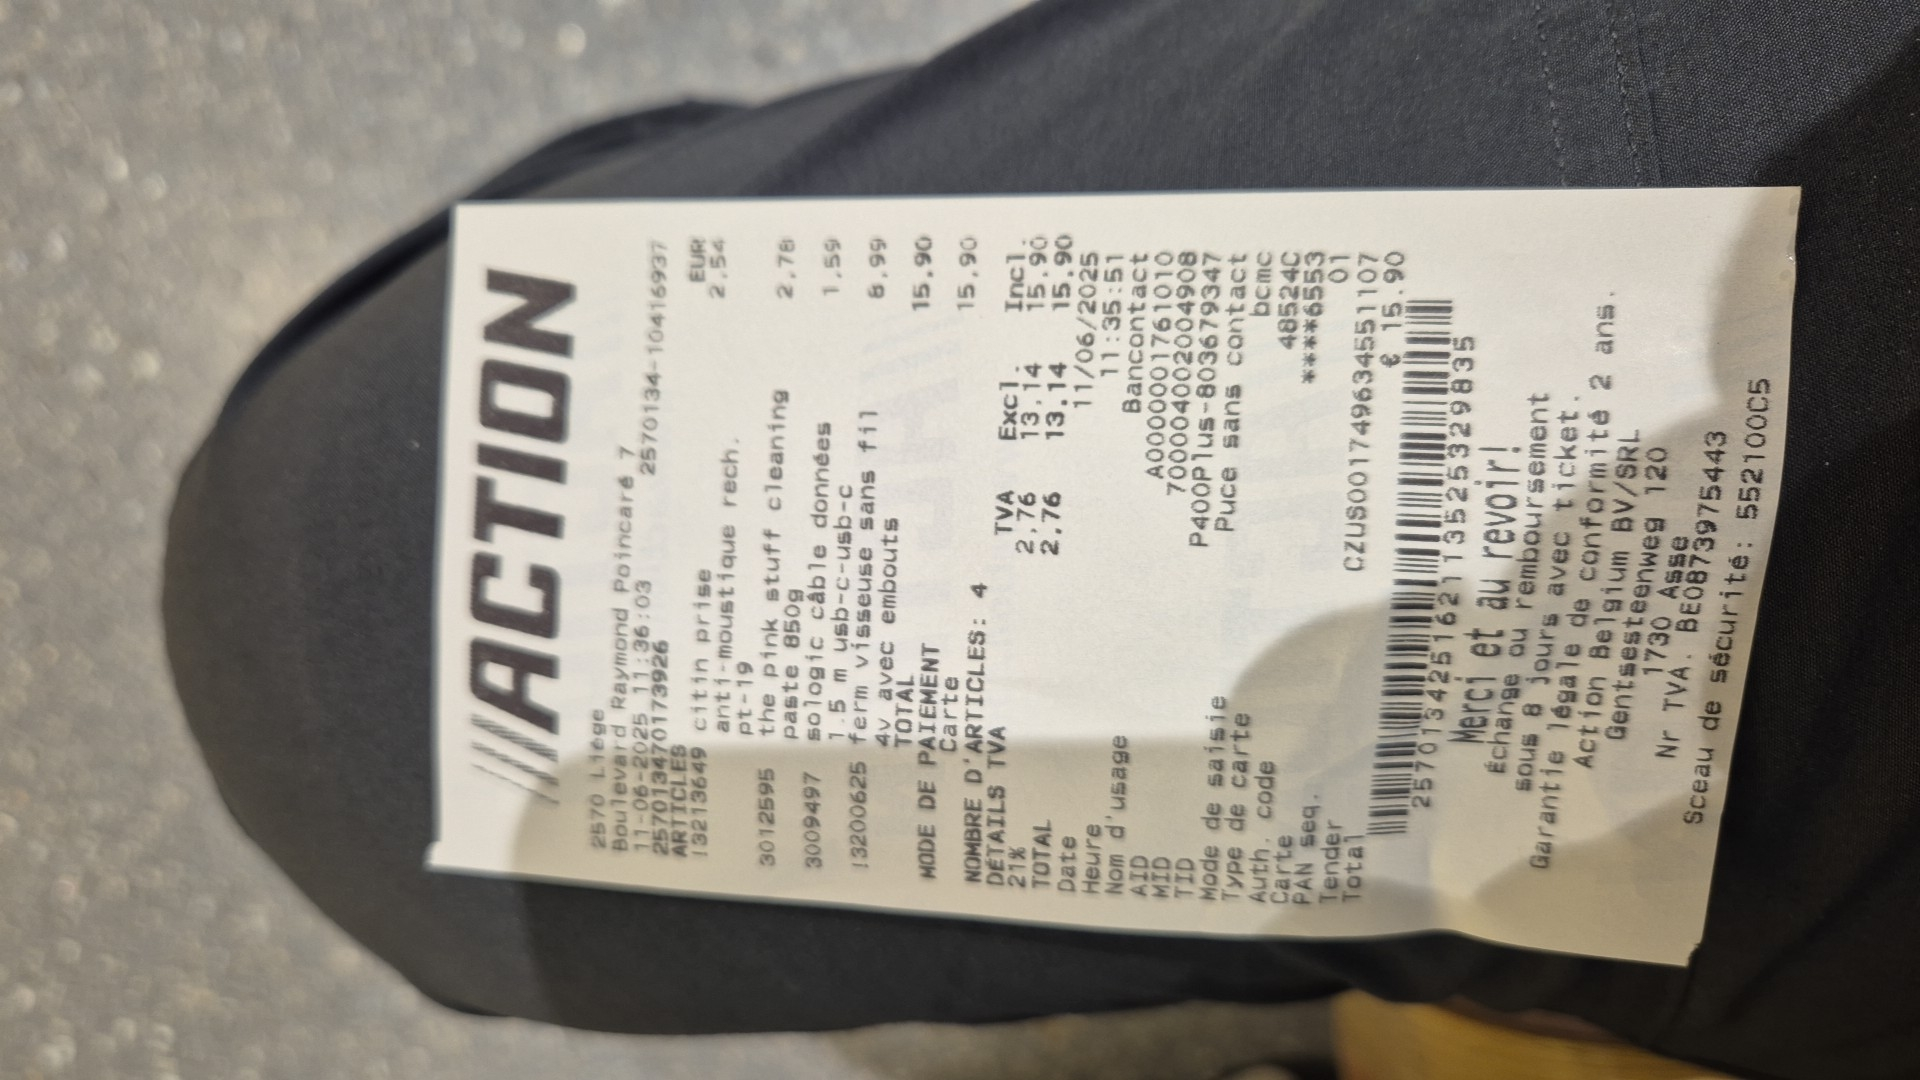 ACTION
2570 Liège
Boulevard Raymond Poincaré 7
11-06-2025 11:36:03 2570134-10416937
2570134701739 26
ARTICLES EUR
13213649 citin prise 2,54
anti-moustique rech.
pt-19
3012595 the pink stuff cleaning 2,78
paste 850g
3009497 sologic câble données 1,59
1.5 m usb-c-usb-c
13200625 ferm visseuse sans fil 8,99
4v avec embouts
TOTAL 15,90
MODE DE PAIEMENT
Carte 15,90
NOMBRE D'ARTICLES: 4
DÉTAILS TVA TVA Excl. Incl.
21% 2,76 13,14 15,90
TOTAL 2,76 13,14 15,90
Date 11/06/2025
Heure 11:35:51
Nom d'usage Bancontact
AID A0000001761010
MID 700004002004908
TID P400Plus-803679347
Mode de saisie Puce sans contact
Type de carte bcmc
Auth. code 48524C
Carte ***6553
PAN seq. 01
Tender CZUS001749634551107
Total € 15.90
257013425162113525329835
Merci et au revoir!
Échange ou remboursement
sous 8 jours avec ticket.
Garantie légale de conformité 2 ans.
Action Belgium BV/SRL
Gentsesteenweg 120
1730 Asse
Nr TVA. BE0873975443
Sceau de sécurité: 552100C5